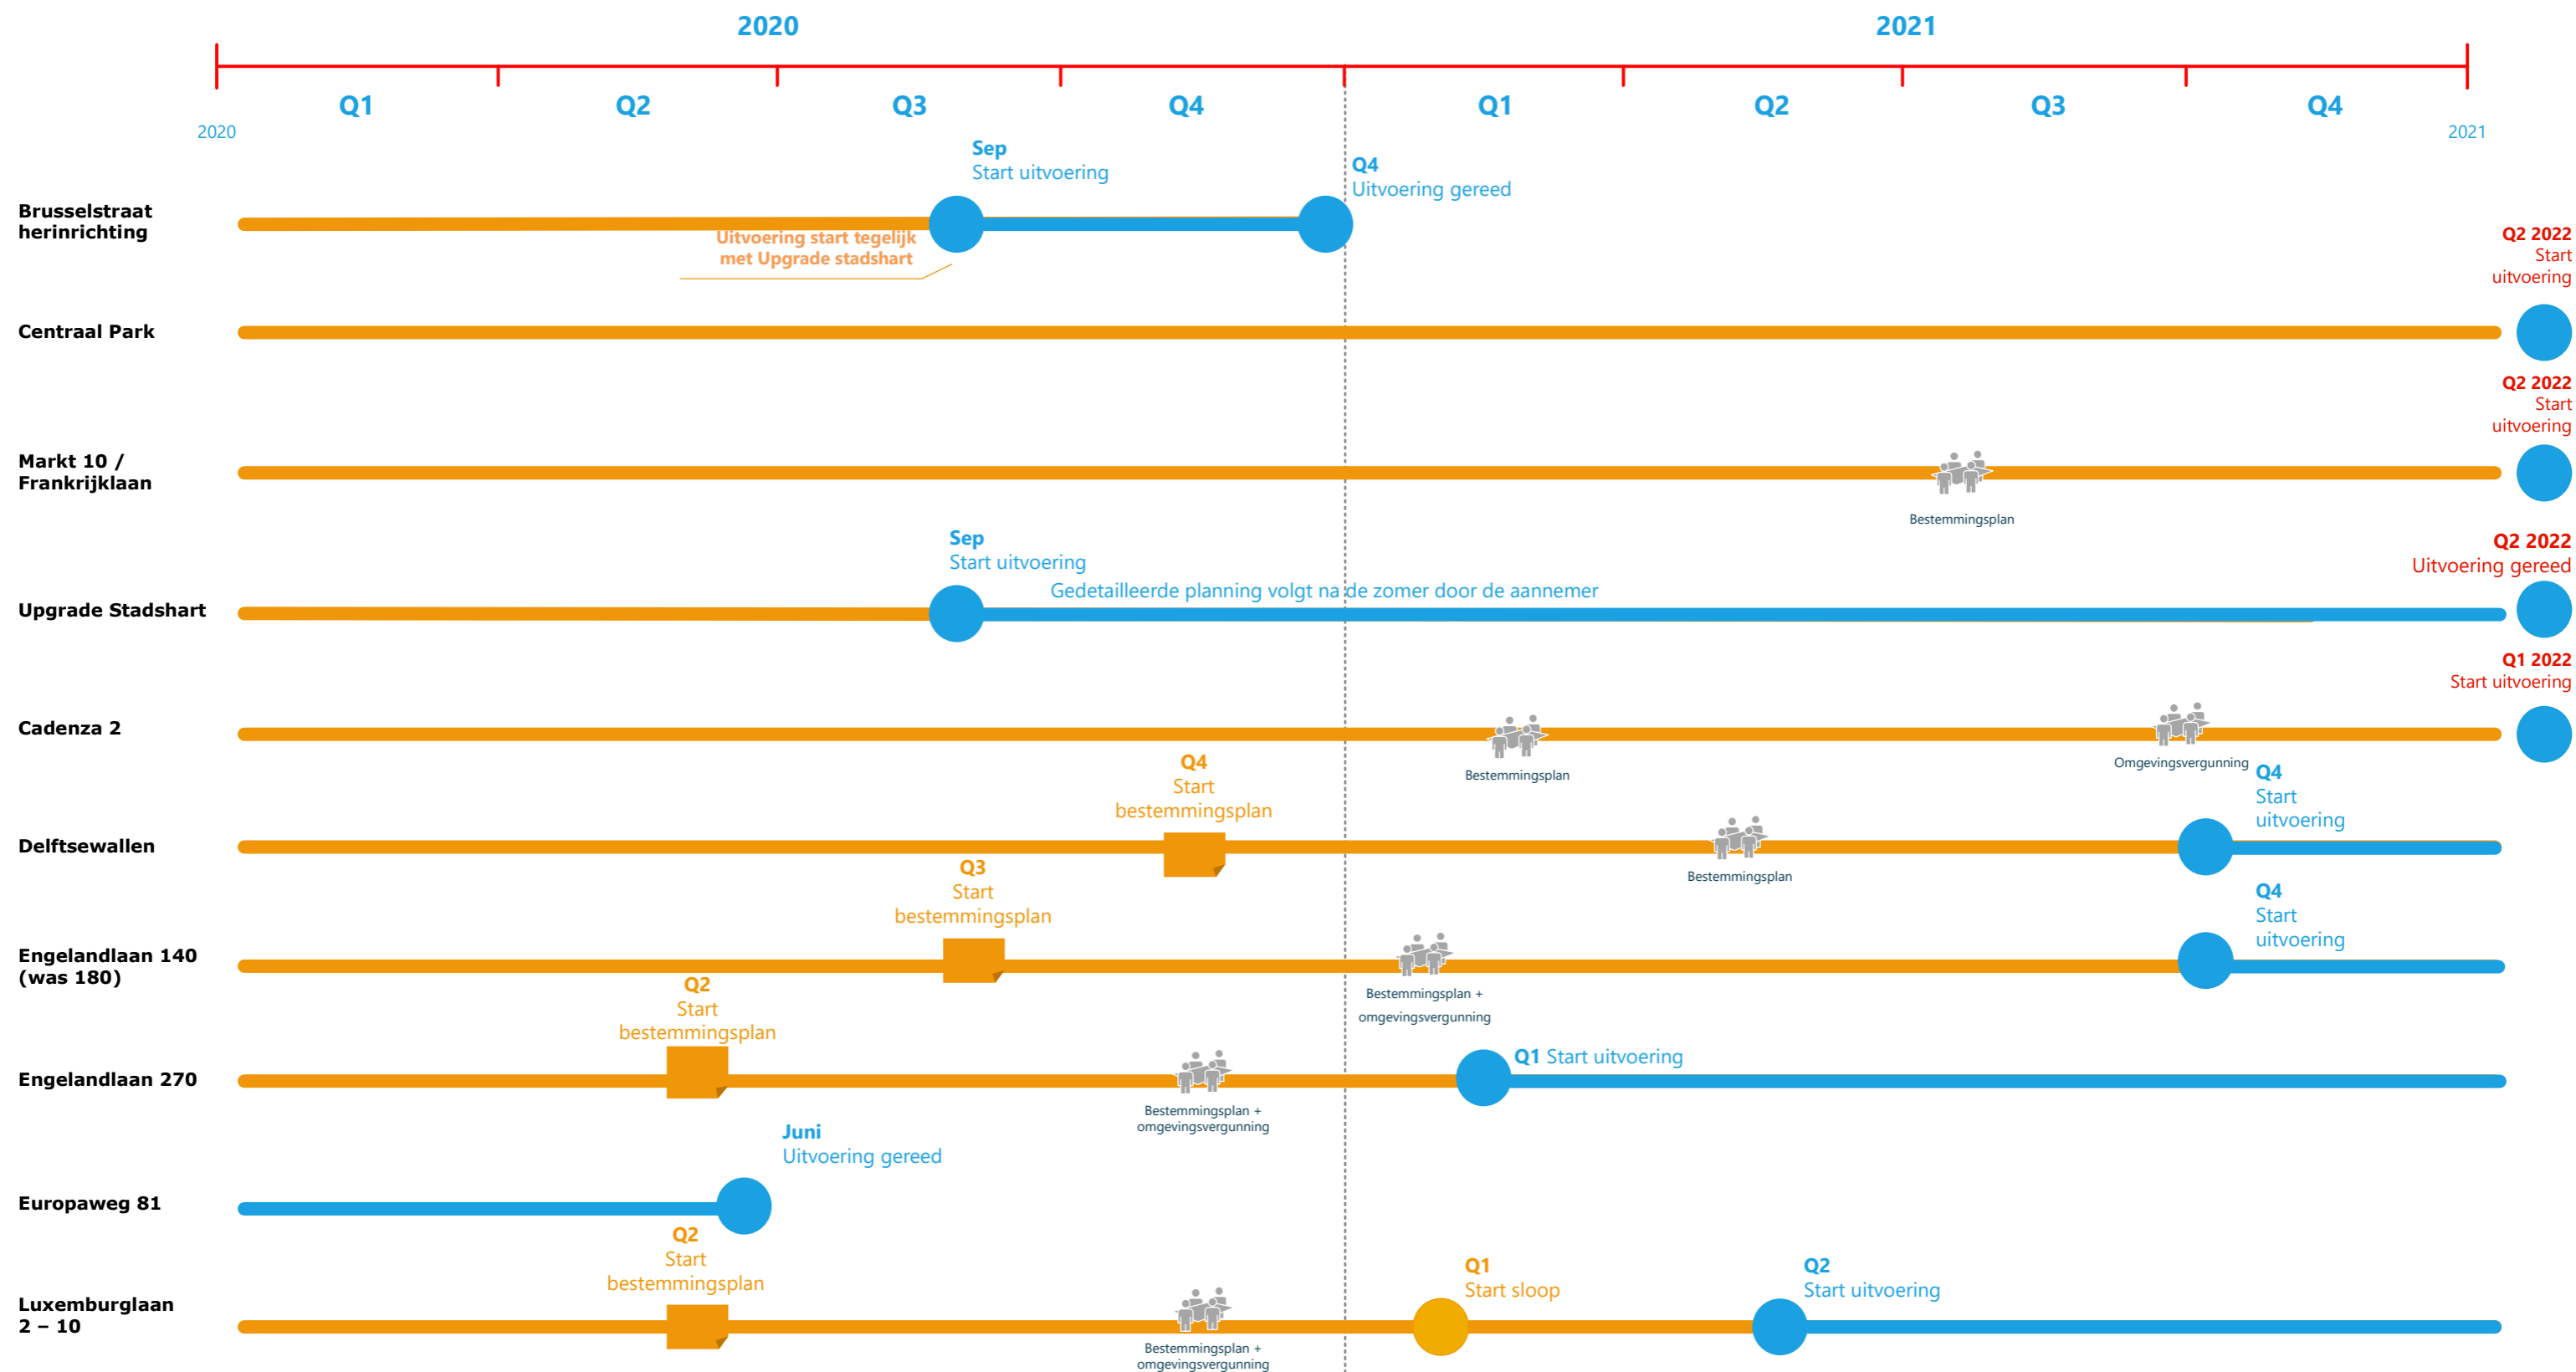 2020
2021
Q1
Q2
Q3
Q4
Q1
Q2
Q3
Q4
2020
2021
Brusselstraat
herinrichting
Sep
Start uitvoering
Q4
Uitvoering gereed
Uitvoering start tegelijk
met Upgrade stadshart
Q2 2022
Start
uitvoering
Centraal Park
Q2 2022
Start
uitvoering
Markt 10 /
Frankrijklaan
Bestemmingsplan
Sep
Start uitvoering
Gedetailleerde planning volgt na de zomer door de aannemer
Q2 2022
Uitvoering gereed
Upgrade Stadshart
Q1 2022
Start uitvoering
Cadenza 2
Bestemmingsplan
Omgevingsvergunning
Q4
Start
bestemmingsplan
Q4
Start
uitvoering
Delftsewallen
Bestemmingsplan
Q3
Start
bestemmingsplan
Q4
Start
uitvoering
Engelandlaan 140
(was 180)
Bestemmingsplan +
omgevingsvergunning
Q2
Start
bestemmingsplan
Q1 Start uitvoering
Engelandlaan 270
Bestemmingsplan +
omgevingsvergunning
Juni
Uitvoering gereed
Europaweg 81
Q2
Start
bestemmingsplan
Q1
Start sloop
Q2
Start uitvoering
Luxemburglaan
2 – 10
Bestemmingsplan +
omgevingsvergunning